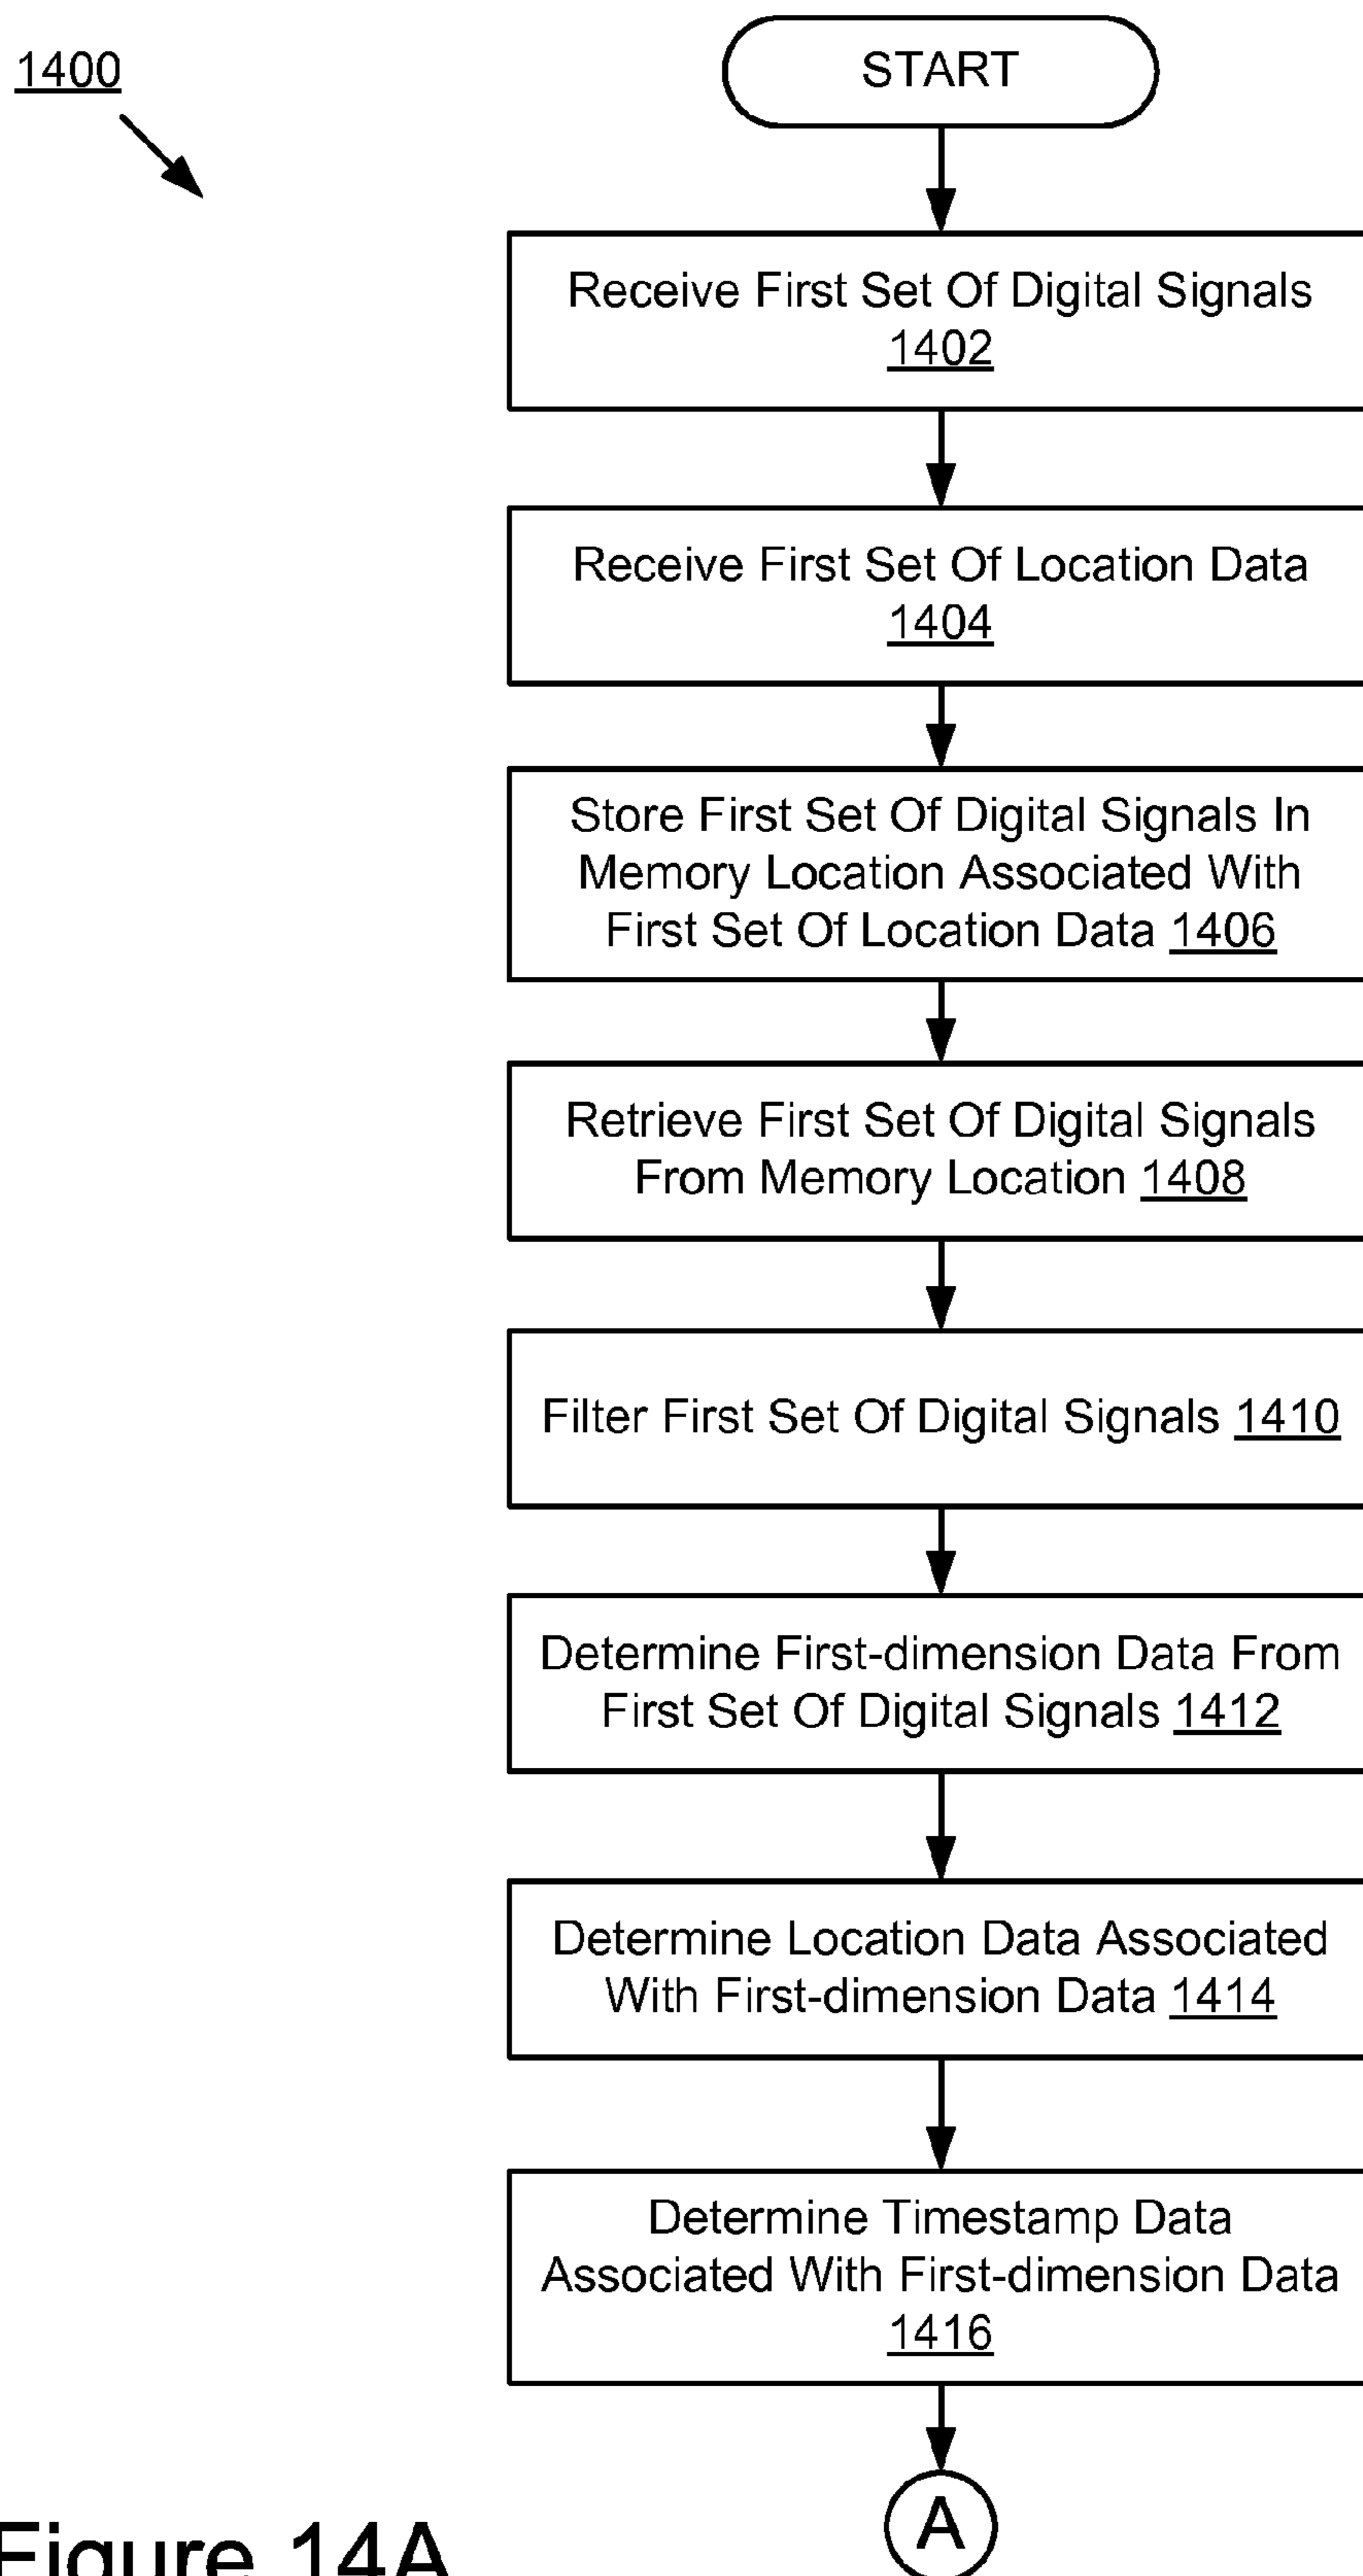 1400
START
Receive First Set Of Digital Signals
1402
Receive First Set Of Location Data
1404
Store First Set Of Digital Signals In
Memory Location Associated With
First Set Of Location Data 1406
Retrieve First Set Of Digital Signals
From Memory Location 1408
Filter First Set Of Digital Signals 1410
Determine First-dimension Data From
First Set Of Digital Signals 1412
Determine Location Data Associated
With First-dimension Data 1414
Determine Timestamp Data
Associated With First-dimension Data
1416
A
Figure 14A